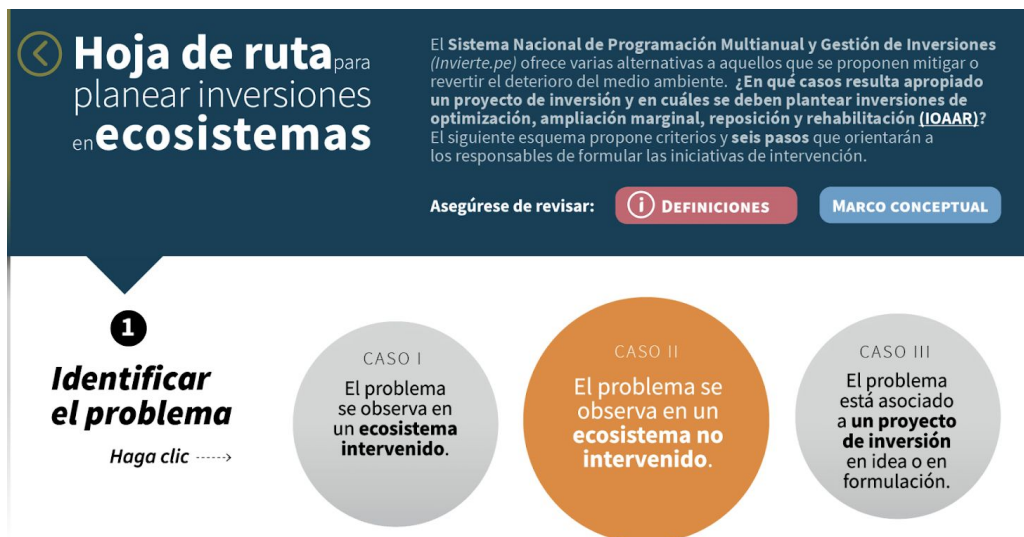 Hoja de ruta para
planear inversiones
en ecosistemas
El Sistema Nacional de Programación Multianual y Gestión de Inversiones
(Invierte.pe) ofrece varias alternativas a aquellos que se proponen mitigar o
revertir el deterioro del medio ambiente. ¿En qué casos resulta apropiado
un proyecto de inversión y en cuáles se deben plantear inversiones de
optimización, ampliación marginal, reposición y rehabilitación (IOAAR)?
El siguiente esquema propone criterios y seis pasos que orientarán a
los responsables de formular las iniciativas de intervención.
Asegúrese de revisar:
i DEFINICIONES
MARCO CONCEPTUAL
1
Identificar
el problema
Haga clic
CASO I
El problema
se observa en
un ecosistema
intervenido.
CASO II
El problema se
observa en un
ecosistema no
intervenido.
CASO III
El problema
está asociado
a un proyecto
de inversión
en idea o en
formulación.